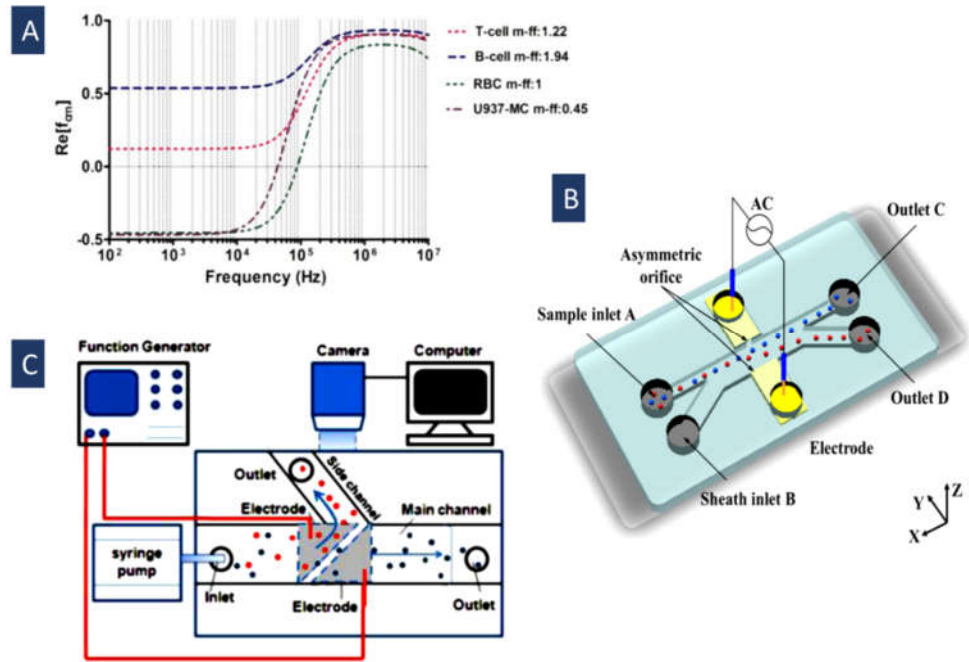 A
1.0
0.5
0.0
-0.5
Re[fcm]
10² 10³ 10⁴ 10⁵ 10⁶ 10⁷
Frequency (Hz)
T-cell m-ff:1.22
B-cell m-ff:1.94
RBC m-ff:1
U937-MC m-ff:0.45
B
AC
Outlet C
Asymmetric
orifice
Sample inlet A
Outlet D
Electrode
Sheath inlet B
Z
Y
X
C
Function Generator
Camera
Computer
Outlet
Side channel
Electrode
Main channel
syringe
pump
Inlet
Electrode
Outlet